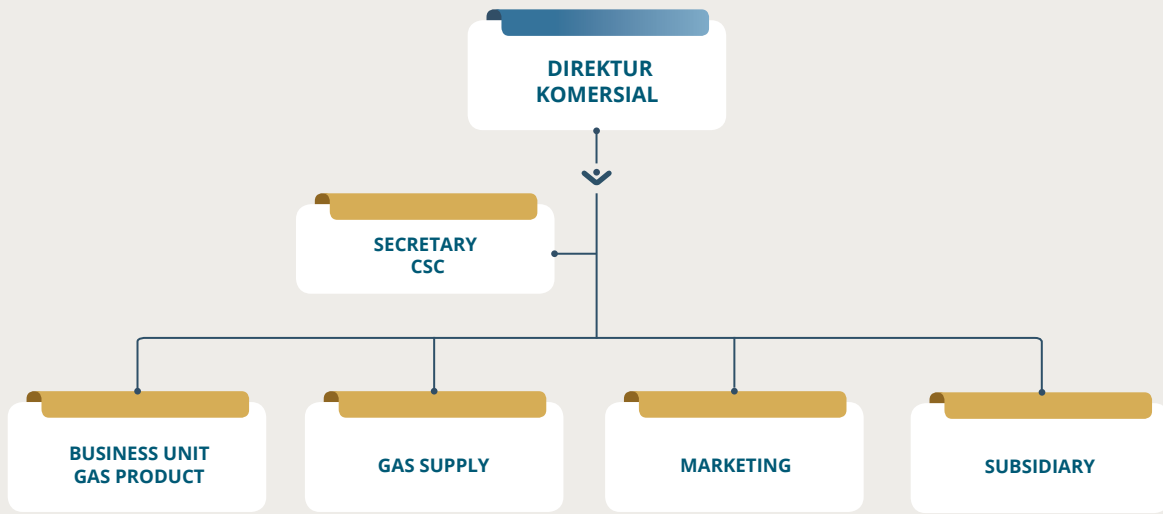 DIREKTUR
KOMERSIAL
SECRETARY
CSC
BUSINESS UNIT
GAS PRODUCT
GAS SUPPLY
MARKETING
SUBSIDIARY